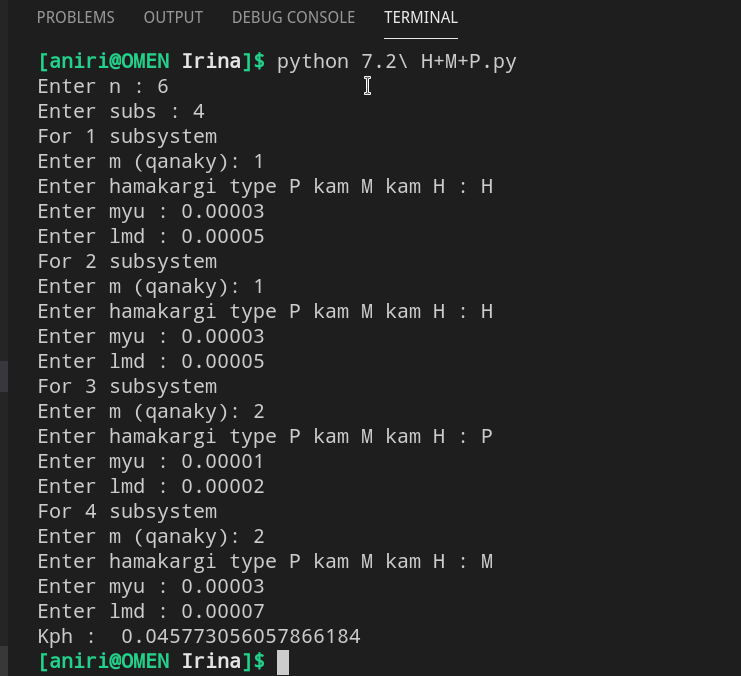 PROBLEMS OUTPUT DEBUG CONSOLE TERMINAL
[aniri@OMEN Irina]$ python 7.2\ H+M+P.py
Enter n : 6
Enter subs : 4
For 1 subsystem
Enter m (qanaky): 1
Enter hamakargi type P kam M kam H : H
Enter myu : 0.00003
Enter lmd : 0.00005
For 2 subsystem
Enter m (qanaky): 1
Enter hamakargi type P kam M kam H : H
Enter myu : 0.00003
Enter lmd : 0.00005
For 3 subsystem
Enter m (qanaky): 2
Enter hamakargi type P kam M kam H : P
Enter myu : 0.00001
Enter lmd : 0.00002
For 4 subsystem
Enter m (qanaky): 2
Enter hamakargi type P kam M kam H : M
Enter myu : 0.00003
Enter lmd : 0.00007
Kph :  0.045773056057866184
[aniri@OMEN Irina]$